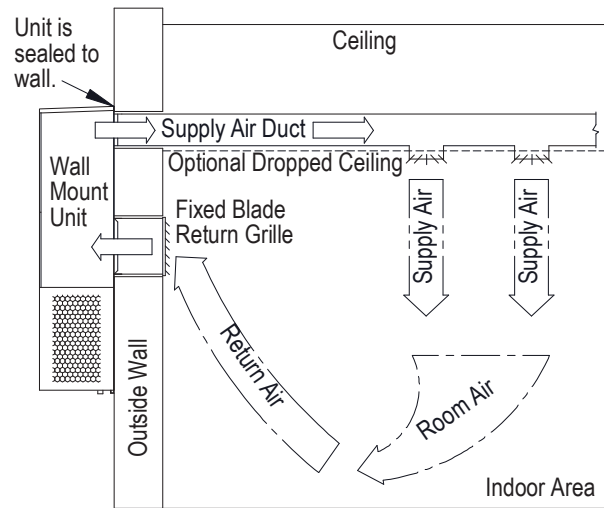 Unit is
sealed to
wall.
Ceiling
Supply Air Duct
Optional Dropped Ceiling
Wall
Mount
Unit
Fixed Blade
Return Grille
Supply Air
Supply Air
Return Air
Room Air
Outside Wall
Indoor Area